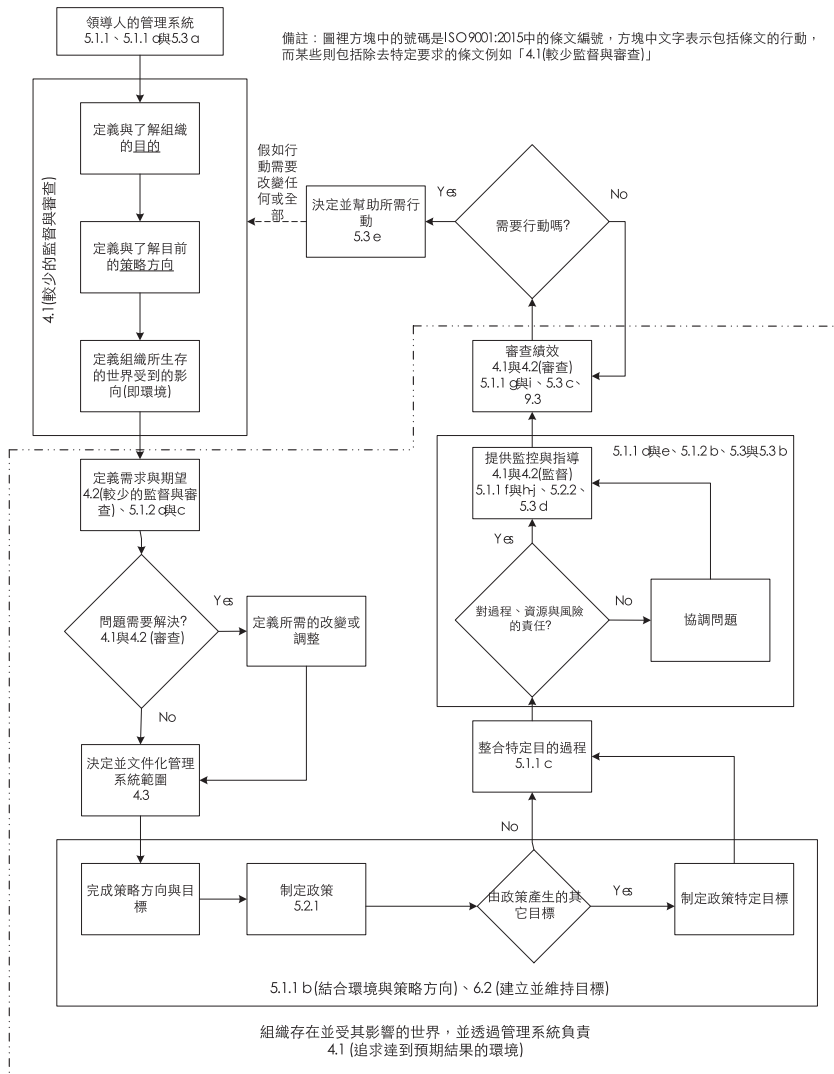 領導人的管理系統
5.1.1、5.1.1 d與5.3 a
備註：圖裡方塊中的號碼是ISO9001:2015中的條文編號，方塊中文字表示包括條文的行動，
而某些則包括除去特定要求的條文例如「4.1(較少監督與審查)」
4.1(較少的監督與審查)
定義與了解組織
的目的
定義與了解目前
的策略方向
定義組織所生存
的世界受到的影
向(即環境)
假如行
動需要
改變任
何或全
部
決定並幫助所需行
動
5.3 e
Yes
需要行動嗎?
No
審查績效
4.1與4.2(審查)
5.1.1 g與i、5.3 c、
9.3
定義需求與期望
4.2(較少的監督與審
查)、5.1.2 a與c
提供監控與指導
4.1與4.2(監督)
5.1.1 f與h-j、5.2.2、
5.3 d
5.1.1 d與e、5.1.2 b、5.3與5.3 b
問題需要解決?
4.1與4.2 (審查)
Yes
定義所需的改變或
調整
No
Yes
對過程、資源與風險
的責任?
No
協調問題
決定並文件化管理
系統範圍
4.3
整合特定目的過程
5.1.1 c
No
完成策略方向與目
標
制定政策
5.2.1
由政策產生的其
它目標
Yes
制定政策特定目標
5.1.1 b(結合環境與策略方向)、6.2 (建立並維持目標)
組織存在並受其影響的世界，並透過管理系統負責
4.1 (追求達到預期結果的環境)